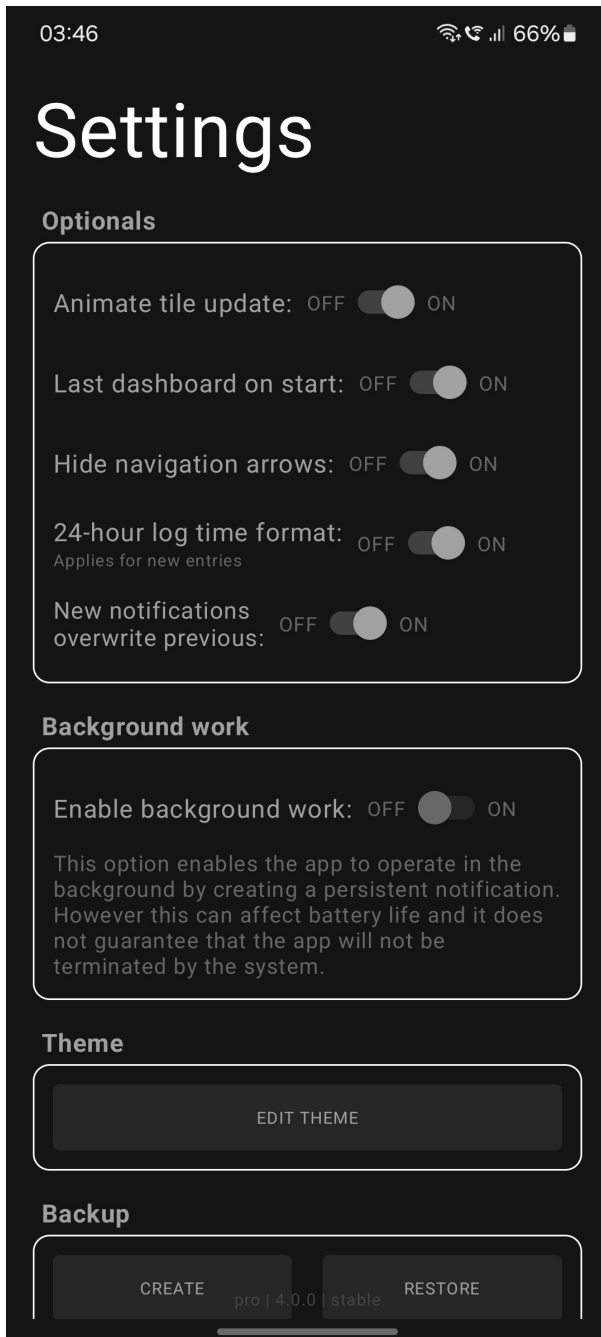 03:46
66%
Settings
Optionals
Animate tile update: OFF ON
Last dashboard on start: OFF ON
Hide navigation arrows: OFF ON
24-hour log time format: OFF ON
Applies for new entries
New notifications
overwrite previous: OFF ON
Background work
Enable background work: OFF ON
This option enables the app to operate in the
background by creating a persistent notification.
However this can affect battery life and it does
not guarantee that the app will not be
terminated by the system.
Theme
EDIT THEME
Backup
CREATE RESTORE
pro | 4.0.0 | stable